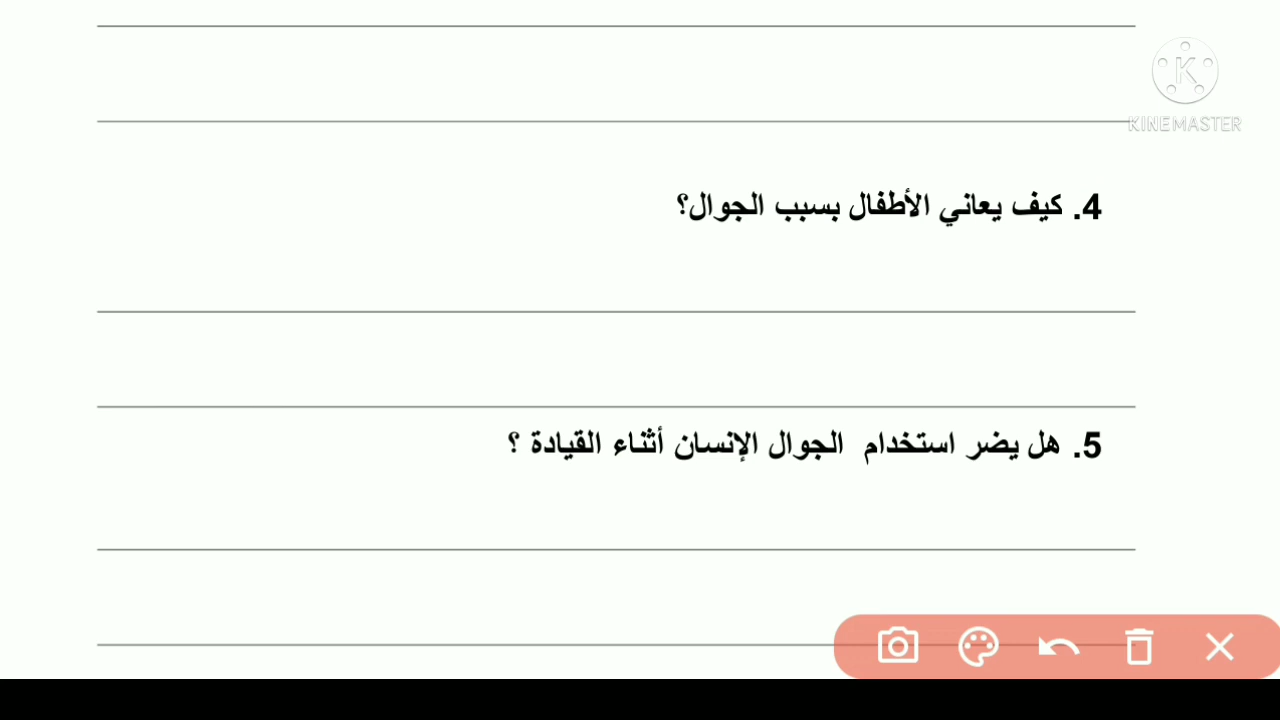 KINEMASTER
4. كيف يعاني الأطفال بسبب الجوال؟
5. هل يضر استخدام الجوال الإنسان أثناء القيادة ؟